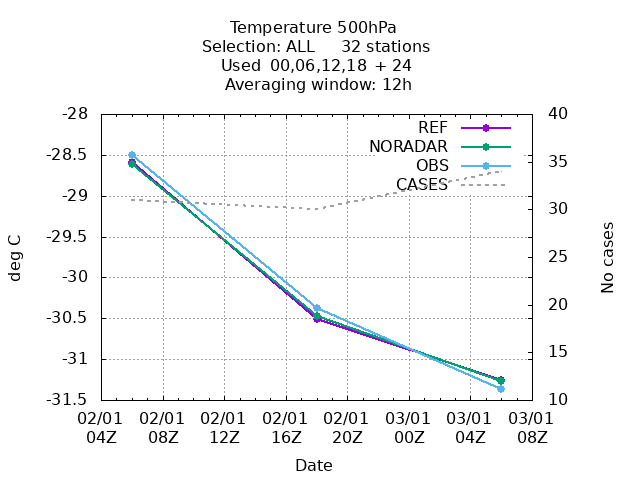 Temperature 500hPa
Selection: ALL 32 stations
Used 00,06,12,18 + 24
Averaging window: 12h
-28
-28.5
-29
-29.5
-30
-30.5
-31
-31.5
deg C
40
35
30
25
20
15
10
No cases
REF
NORADAR
OBS
CASES
02/01 02/01 02/01 02/01 02/01 03/01 03/01 03/01
04Z 08Z 12Z 16Z 20Z 00Z 04Z 08Z
Date